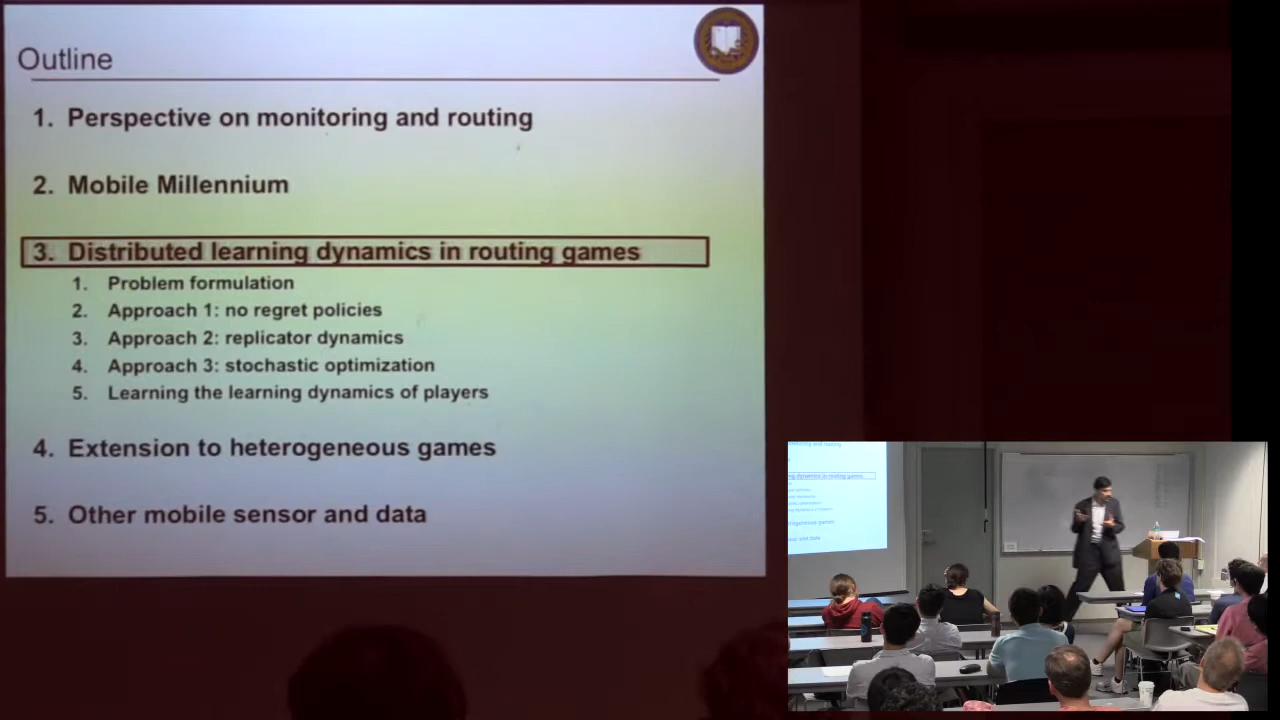 Outline
1. Perspective on monitoring and routing
2. Mobile Millennium
3. Distributed learning dynamics in routing games
1. Problem formulation
2. Approach 1: no regret policies
3. Approach 2: replicator dynamics
4. Approach 3: stochastic optimization
5. Learning the learning dynamics of players
4. Extension to heterogeneous games
5. Other mobile sensor and data